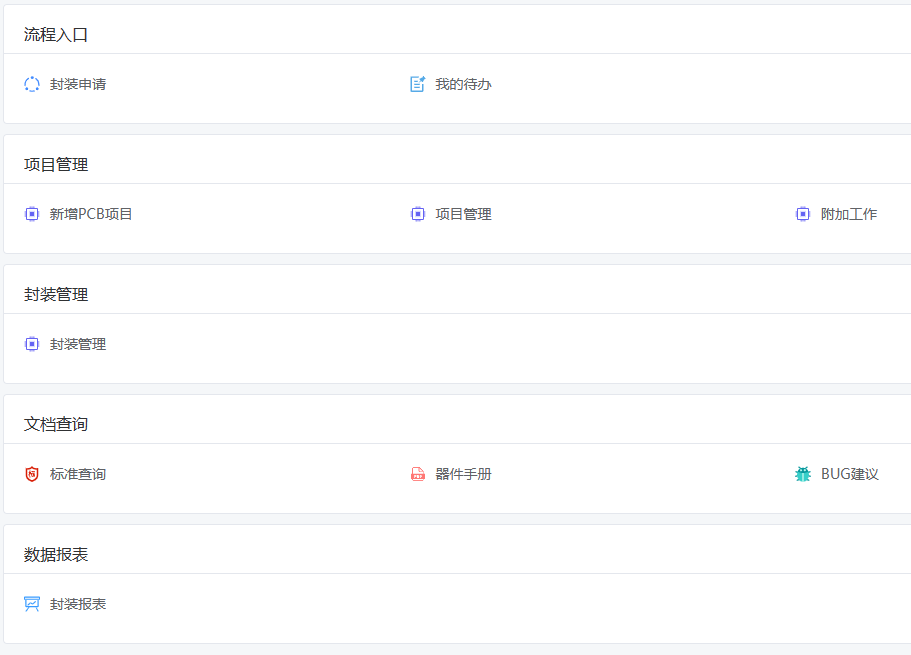 流程入口
封装申请 我的待办
项目管理
新增PCB项目 项目管理 附加工作
封装管理
封装管理
文档查询
标准查询 器件手册 BUG建议
数据报表
封装报表